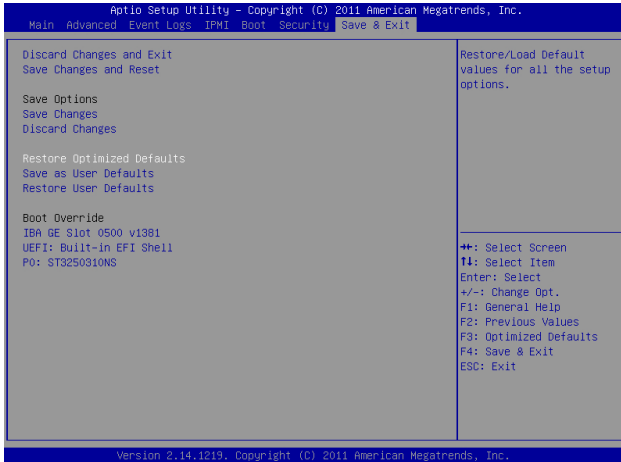 Aptio Setup Utility – Copyright (C) 2011 American Megatrends, Inc.
Main Advanced Event Logs IPMI Boot Security Save & Exit
Discard Changes and Exit
Save Changes and Reset
Save Options
Save Changes
Discard Changes
Restore Optimized Defaults
Save as User Defaults
Restore User Defaults
Boot Override
IBA GE Slot 0500 v1381
UEFI: Built-in EFI Shell
P0: ST3250310NS
Restore/Load Default
values for all the setup
options.
→←: Select Screen
↑↓: Select Item
Enter: Select
+/-: Change Opt.
F1: General Help
F2: Previous Values
F3: Optimized Defaults
F4: Save & Exit
ESC: Exit
Version 2.14.1219. Copyright (C) 2011 American Megatrends, Inc.